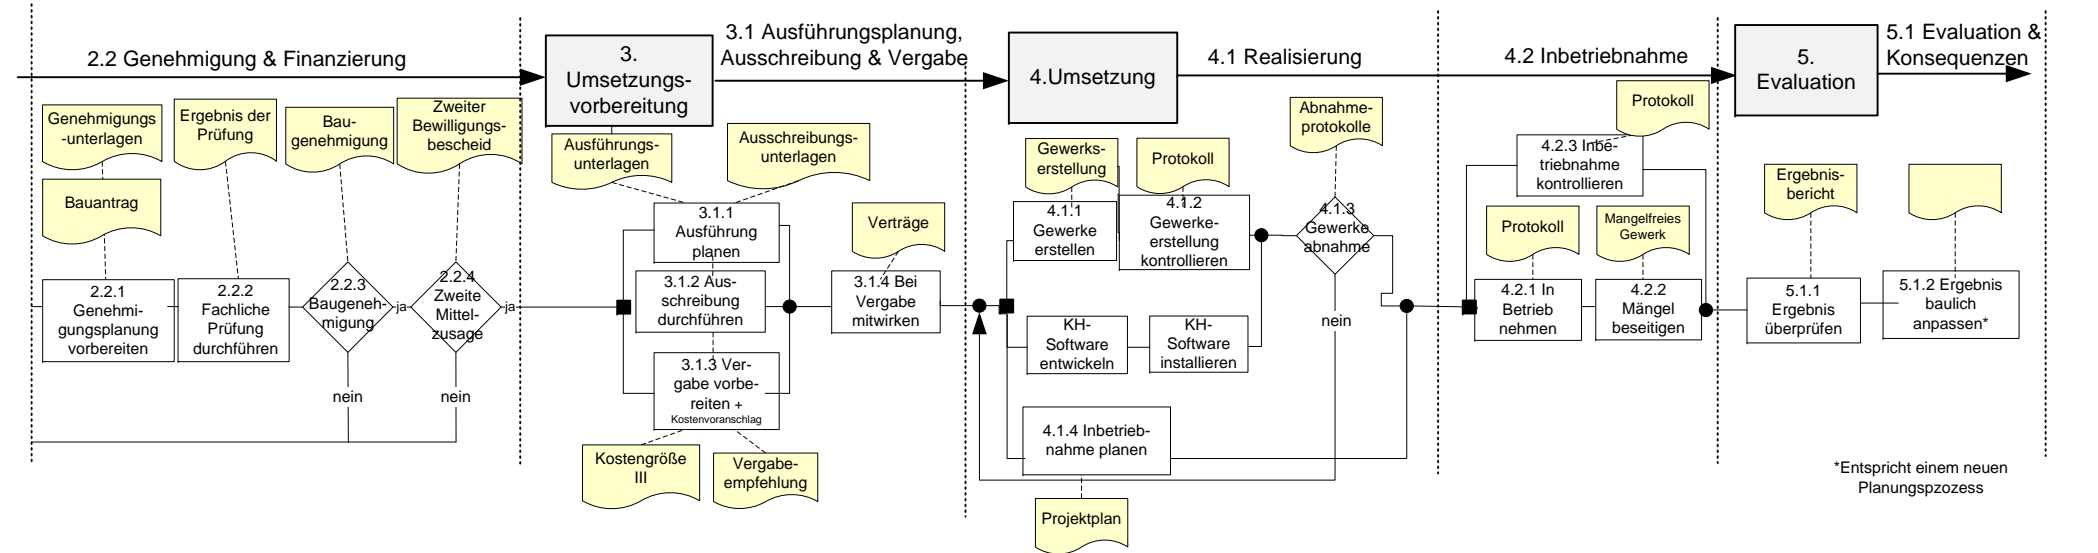 2.2 Genehmigung & Finanzierung
3.
Umsetzungs-
vorbereitung
3.1 Ausführungsplanung,
Ausschreibung & Vergabe
4.Umsetzung
4.1 Realisierung
4.2 Inbetriebnahme
5.
Evaluation
5.1 Evaluation &
Konsequenzen
Genehmigungs
-unterlagen
Bauantrag
Ergebnis der
Prüfung
Bau-
genehmigung
Zweiter
Bewilligungs-
bescheid
2.2.1
Genehmi-
gungsplanung
vorbereiten
2.2.2
Fachliche
Prüfung
durchführen
2.2.3
Baugeneh-
migung
ja
2.2.4
Zweite
Mittel-
zusage
ja
nein
nein
Ausführungs-
unterlagen
Ausschreibungs-
unterlagen
3.1.1
Ausführung
planen
3.1.2 Aus-
schreibung
durchführen
3.1.3 Ver-
gabe vorbe-
reiten +
Kostenvoranschlag
Kostengröße
III
Vergabe-
empfehlung
Verträge
3.1.4 Bei
Vergabe
mitwirken
Gewerks-
erstellung
Protokoll
4.1.1
Gewerke
erstellen
4.1.2
Gewerke-
erstellung
kontrollieren
KH-
Software
entwickeln
KH-
Software
installieren
4.1.4 Inbetrieb-
nahme planen
Projektplan
Abnahme-
protokolle
4.1.3
Gewerke
abnahme
nein
Protokoll
4.2.3 Inbe-
triebnahme
kontrollieren
Protokoll
Mangelfreies
Gewerk
4.2.1 In
Betrieb
nehmen
4.2.2
Mängel
beseitigen
Ergebnis-
bericht
5.1.1
Ergebnis
überprüfen
5.1.2 Ergebnis
baulich
anpassen*
*Entspricht einem neuen
Planungspzozess